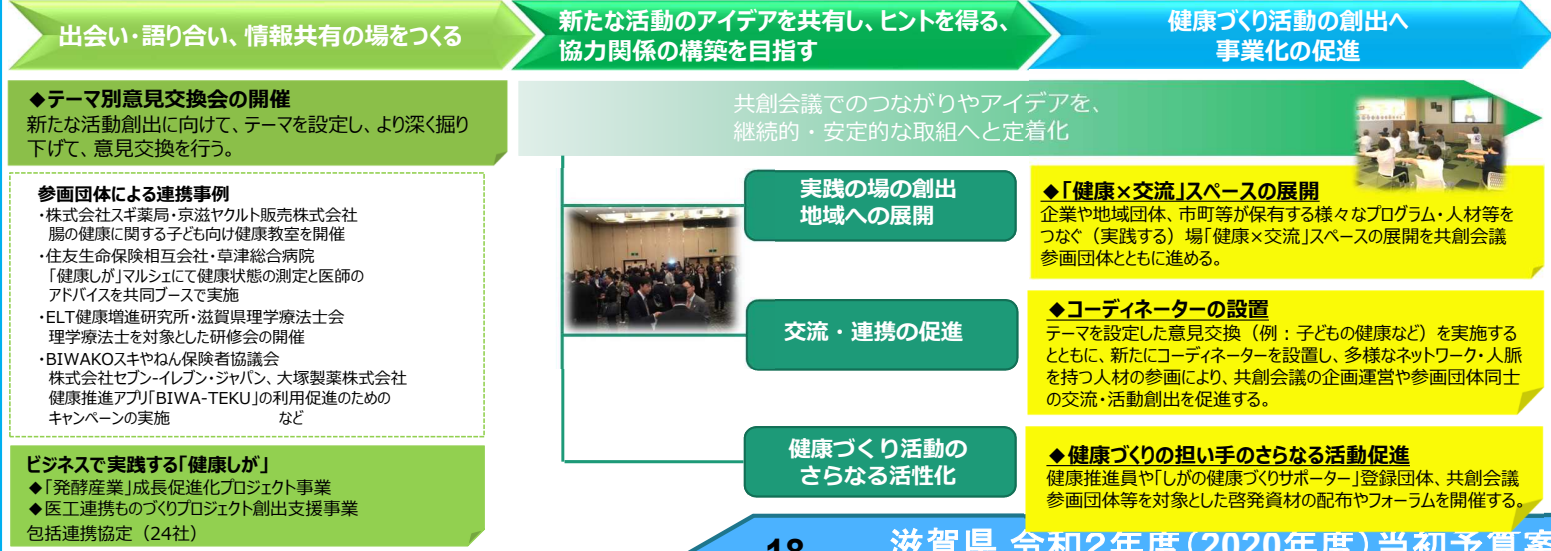 出会い・語り合い、情報共有の場をつくる
新たな活動のアイデアを共有し、ヒントを得る、
協力関係の構築を目指す
健康づくり活動の創出へ
事業化の促進
◆テーマ別意見交換会の開催
新たな活動創出に向けて、テーマを設定し、より深く掘り
下げて、意見交換を行う。
参画団体による連携事例
・株式会社スギ薬局・京滋ヤクルト販売株式会社
腸の健康に関する子ども向け健康教室を開催
・住友生命保険相互会社・草津総合病院
「健康しが」マルシェにて健康状態の測定と医師の
アドバイスを共同ブースで実施
・ELT健康増進研究所・滋賀県理学療法士会
理学療法士を対象とした研修会の開催
・BIWAKOスキやねん保険者協議会
株式会社セブン-イレブン・ジャパン、大塚製薬株式会社
健康推進アプリ「BIWA-TEKU」の利用促進のための
キャンペーンの実施 など
ビジネスで実践する「健康しが」
◆「発酵産業」成長促進化プロジェクト事業
◆医工連携ものづくりプロジェクト創出支援事業
包括連携協定（24社）
共創会議でのつながりやアイデアを、
継続的・安定的な取組へと定着化
実践の場の創出
地域への展開
交流・連携の促進
健康づくり活動の
さらなる活性化
◆「健康×交流」スペースの展開
企業や地域団体、市町等が保有する様々なプログラム・人材等を
つなぐ（実践する）場「健康×交流」スペースの展開を共創会議
参画団体とともに進める。
◆コーディネーターの設置
テーマを設定した意見交換（例：子どもの健康など）を実施する
とともに、新たにコーディネーターを設置し、多様なネットワーク・人脈
を持つ人材の参画により、共創会議の企画運営や参画団体同士
の交流・活動創出を促進する。
◆健康づくりの担い手のさらなる活動促進
健康推進員や「しがの健康づくりサポーター」登録団体、共創会議
参画団体等を対象とした啓発資材の配布やフォーラムを開催する。
18
滋賀県 令和2年度（2020年度）当初予算案